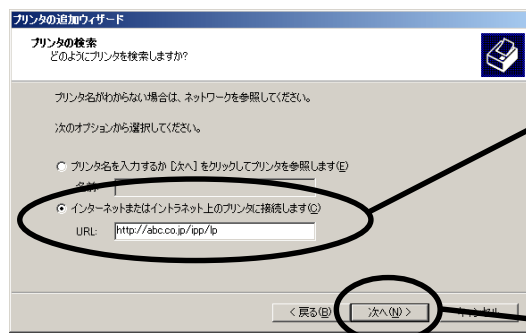 プリンタの追加ウィザード
プリンタの検索
どのようにプリンタを検索しますか?
プリンタ名がわからない場合は、ネットワークを参照してください。
次のオプションから選択してください。
プリンタ名を入力するか [次へ] をクリックしてプリンタを参照します(E)
名前:
インターネットまたはイントラネット上のプリンタに接続します(C)
URL: http://abc.co.jp/ipp/lp
< 戻る(B) 次へ(N) > キャンセル